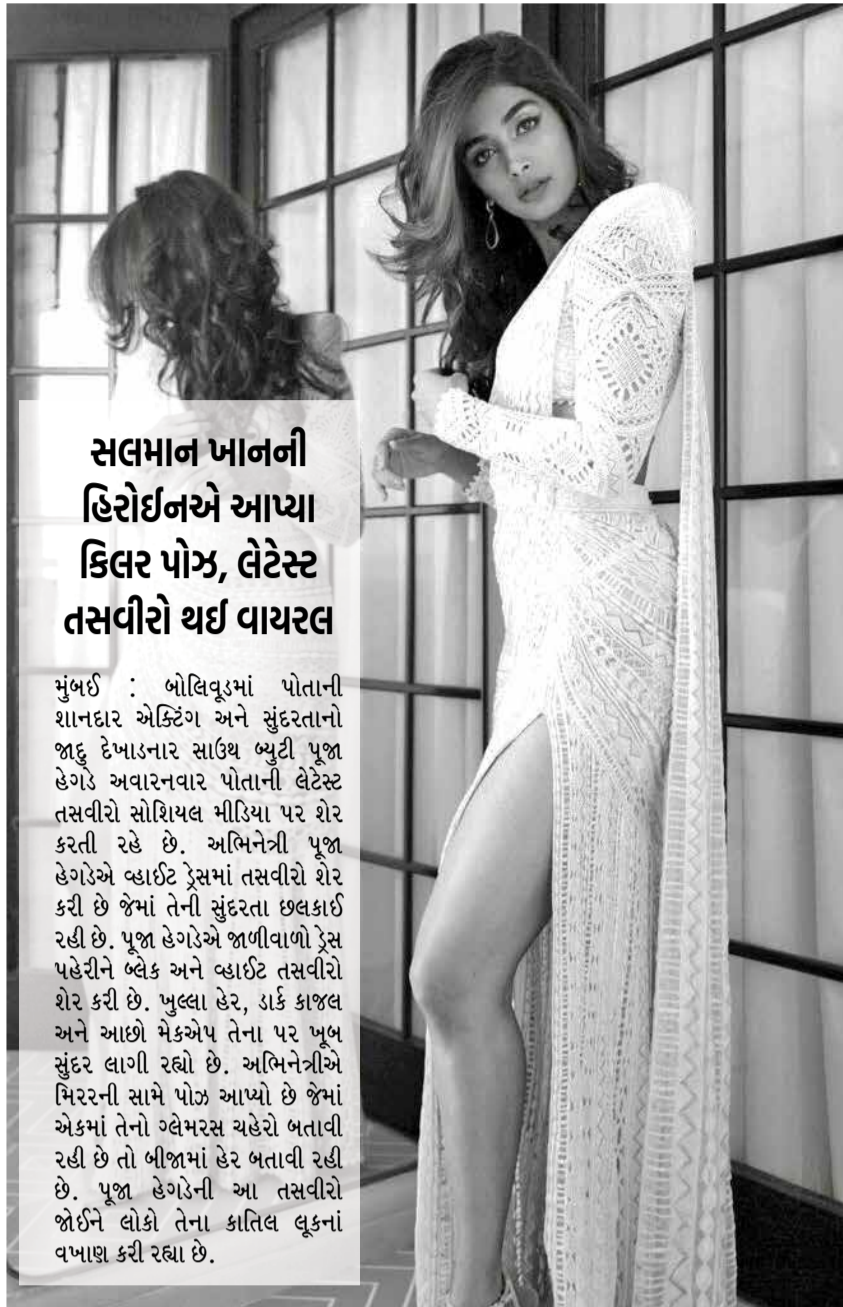 સલમાન ખાનની
હિરોઈનએ આપ્યા
કિલર પોઝ, લેટેસ્ટ
તસવીરો થઈ વાયરલ
મુંબઈ : બોલિવૂડમાં પોતાની
શાનદાર એક્ટિંગ અને સુંદરતાનો
જાદુ દેખાડનાર સાઉથ બ્યુટી પૂજા
હેગડે અવારનવાર પોતાની લેટેસ્ટ
તસવીરો સોશિયલ મીડિયા પર શેર
કરતી રહે છે. અભિનેત્રી પૂજા
હેગડેએ વ્હાઈટ ડ્રેસમાં તસવીરો શેર
કરી છે જેમાં તેની સુંદરતા છલકાઈ
રહી છે. પૂજા હેગડેએ જાળીવાળો ડ્રેસ
પહેરીને બ્લેક અને વ્હાઈટ તસવીરો
શેર કરી છે. ખુલ્લા હેર, ડાર્ક કાજલ
અને આછો મેકએપ તેના પર ખૂબ
સુંદર લાગી રહ્યો છે. અભિનેત્રીએ
મિરરની સામે પોઝ આપ્યો છે જેમાં
એકમાં તેનો ગ્લેમરસ ચહેરો બતાવી
રહી છે તો બીજામાં હેર બતાવી રહી
છે. પૂજા હેગડેની આ તસવીરો
જોઈને લોકો તેના કાતિલ લૂકનાં
વખાણ કરી રહ્યા છે.